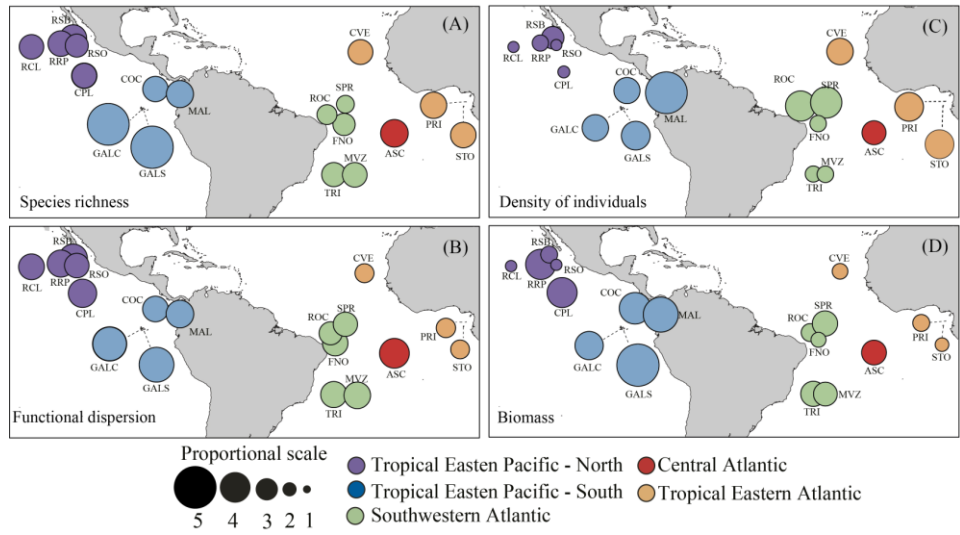 (A)
RSB
RCL
RRP
RSO
CPL
COC
MAL
GALC
GALS
CVE
SPR
ROC
FNO
PRI
ASC
STO
MVZ
TRI
Species richness
(C)
RSB
RCL
RRP
RSO
CPL
COC
MAL
GALC
GALS
CVE
ROC
SPR
FNO
PRI
ASC
STO
MVZ
TRI
Density of individuals
(B)
RSB
RCL
RRP
RSO
CPL
COC
MAL
GALC
GALS
CVE
SPR
ROC
FNO
PRI
ASC
STO
MVZ
TRI
Functional dispersion
(D)
RSB
RCL
RRP
RSO
CPL
COC
MAL
GALC
GALS
CVE
SPR
ROC
FNO
PRI
ASC
STO
TRI
MVZ
Biomass
Proportional scale
5 4 3 2 1
Tropical Easten Pacific - North
Tropical Easten Pacific - South
Southwestern Atlantic
Central Atlantic
Tropical Eastern Atlantic